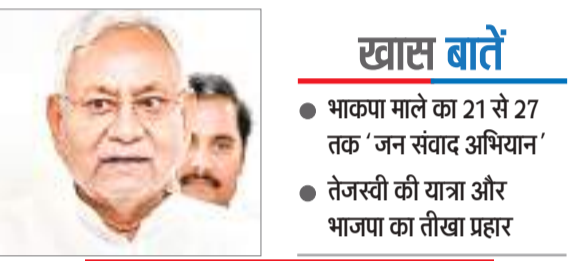 खास बातें
भाकपा माले का 21 से 27
तक ‘जन संवाद अभियान’
तेजस्वी की यात्रा और
भाजपा का तीखा प्रहार